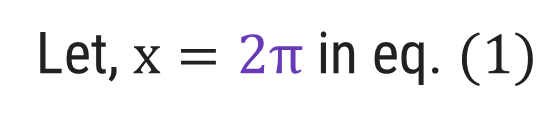 Let, x = 2π in eq. (1)